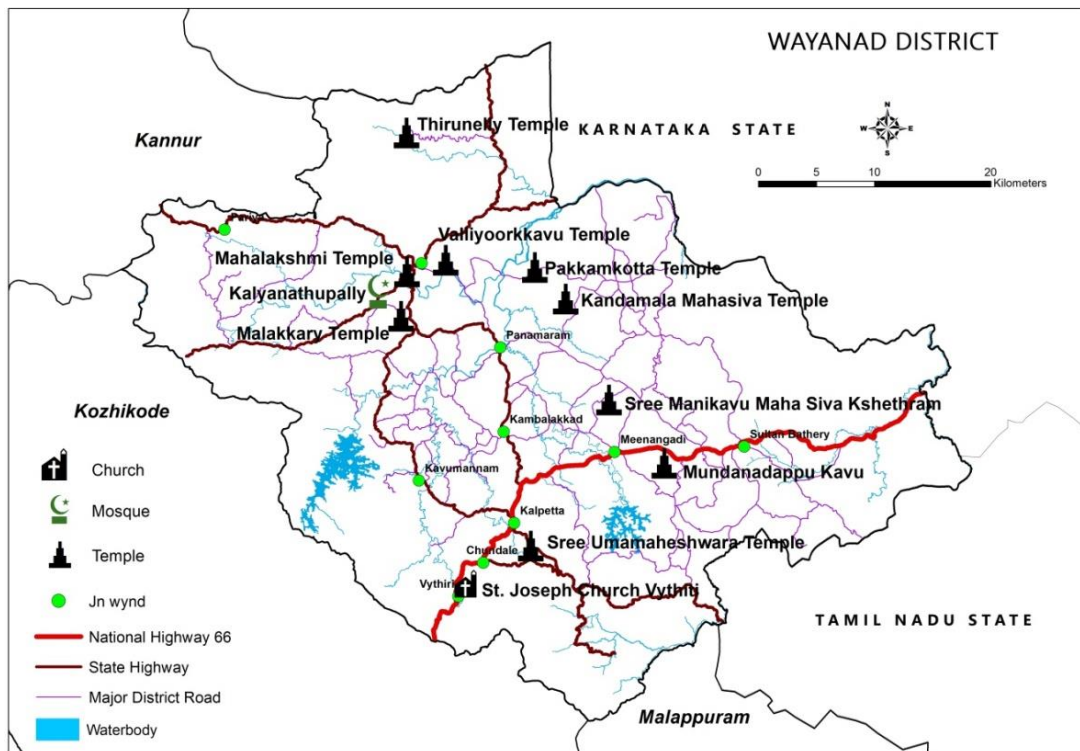 WAYANAD DISTRICT
N
W E
S
0 5 10 20
Kilometers
KARNATAKA STATE
Kannur
Thirunelly Temple
Valliyoorkkavu Temple
Mahalakshmi Temple
Pakkamkotta Temple
Kalyanathupally
Kandamala Mahasiva Temple
Malakkary Temple
Panamaram
Kozhikode
Sree Manikavu Maha Siva Kshethram
Kambalakkad
Meenangadi
Sultan Bathery
Mundanadappu Kavu
Kavumannam
Kalpetta
Sree Umamaheshwara Temple
Chundale
St. Joseph Church Vythiti
TAMIL NADU STATE
Malappuram
Church
Mosque
Temple
Jn wynd
National Highway 66
State Highway
Major District Road
Waterbody